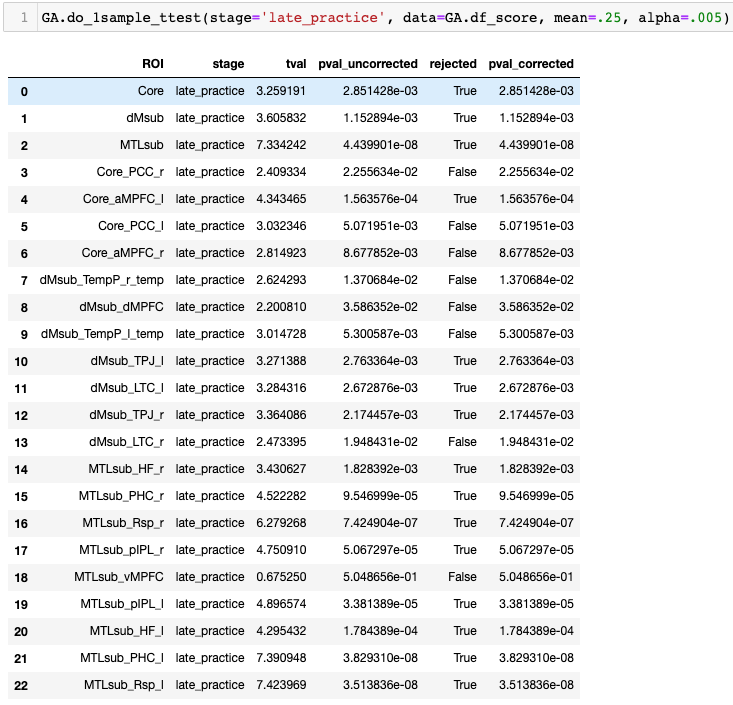 1 GA.do_1sample_ttest(stage='late_practice', data=GA.df_score, mean=.25, alpha=.005)
ROI stage tval pval_uncorrected rejected pval_corrected
0 Core late_practice 3.259191 2.851428e-03 True 2.851428e-03
1 dMsub late_practice 3.605832 1.152894e-03 True 1.152894e-03
2 MTLsub late_practice 7.334242 4.439901e-08 True 4.439901e-08
3 Core_PCC_r late_practice 2.409334 2.255634e-02 False 2.255634e-02
4 Core_aMPFC_l late_practice 4.343465 1.563576e-04 True 1.563576e-04
5 Core_PCC_l late_practice 3.032346 5.071951e-03 False 5.071951e-03
6 Core_aMPFC_r late_practice 2.814923 8.677852e-03 False 8.677852e-03
7 dMsub_TempP_r_temp late_practice 2.624293 1.370684e-02 False 1.370684e-02
8 dMsub_dMPFC late_practice 2.200810 3.586352e-02 False 3.586352e-02
9 dMsub_TempP_l_temp late_practice 3.014728 5.300587e-03 False 5.300587e-03
10 dMsub_TPJ_l late_practice 3.271388 2.763364e-03 True 2.763364e-03
11 dMsub_LTC_l late_practice 3.284316 2.672876e-03 True 2.672876e-03
12 dMsub_TPJ_r late_practice 3.364086 2.174457e-03 True 2.174457e-03
13 dMsub_LTC_r late_practice 2.473395 1.948431e-02 False 1.948431e-02
14 MTLsub_HF_r late_practice 3.430627 1.828392e-03 True 1.828392e-03
15 MTLsub_PHC_r late_practice 4.522282 9.546999e-05 True 9.546999e-05
16 MTLsub_Rsp_r late_practice 6.279268 7.424904e-07 True 7.424904e-07
17 MTLsub_pIPL_r late_practice 4.750910 5.067297e-05 True 5.067297e-05
18 MTLsub_vMPFC late_practice 0.675250 5.048656e-01 False 5.048656e-01
19 MTLsub_pIPL_l late_practice 4.896574 3.381389e-05 True 3.381389e-05
20 MTLsub_HF_l late_practice 4.295432 1.784389e-04 True 1.784389e-04
21 MTLsub_PHC_l late_practice 7.390948 3.829310e-08 True 3.829310e-08
22 MTLsub_Rsp_l late_practice 7.423969 3.513836e-08 True 3.513836e-08